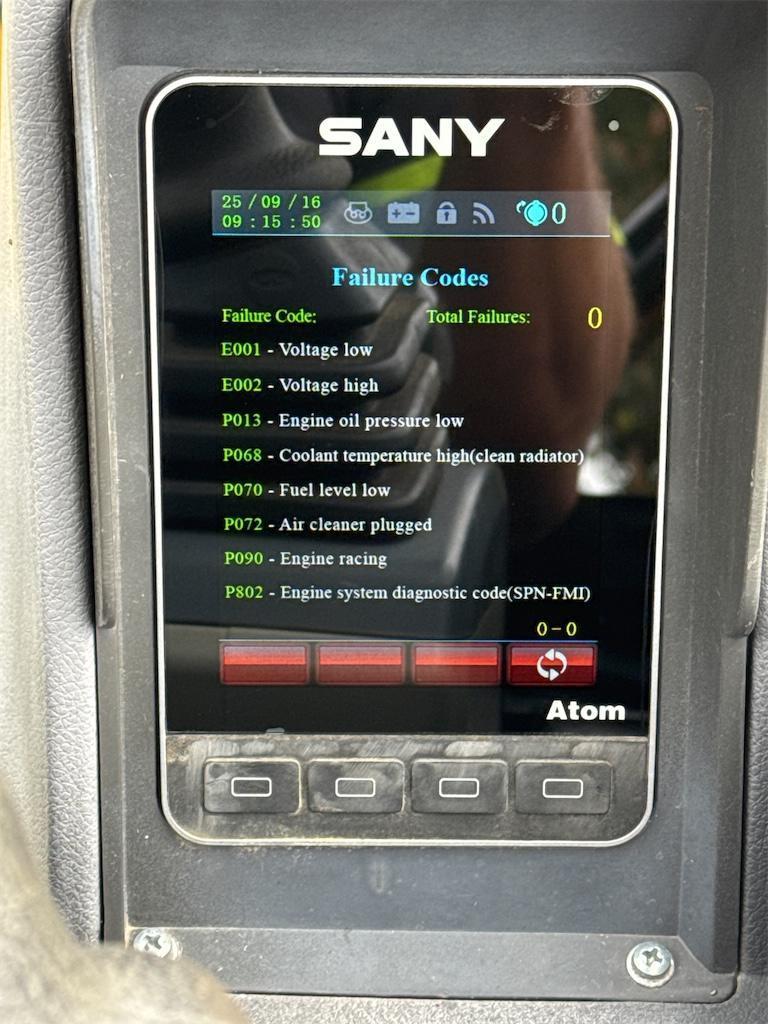 SANY
25 / 09 / 16
09 : 15 : 50
0
Failure Codes
Failure Code: Total Failures: 0
E001 - Voltage low
E002 - Voltage high
P013 - Engine oil pressure low
P068 - Coolant temperature high(clean radiator)
P070 - Fuel level low
P072 - Air cleaner plugged
P090 - Engine racing
P802 - Engine system diagnostic code(SPN-FMI)
0 - 0
Atom